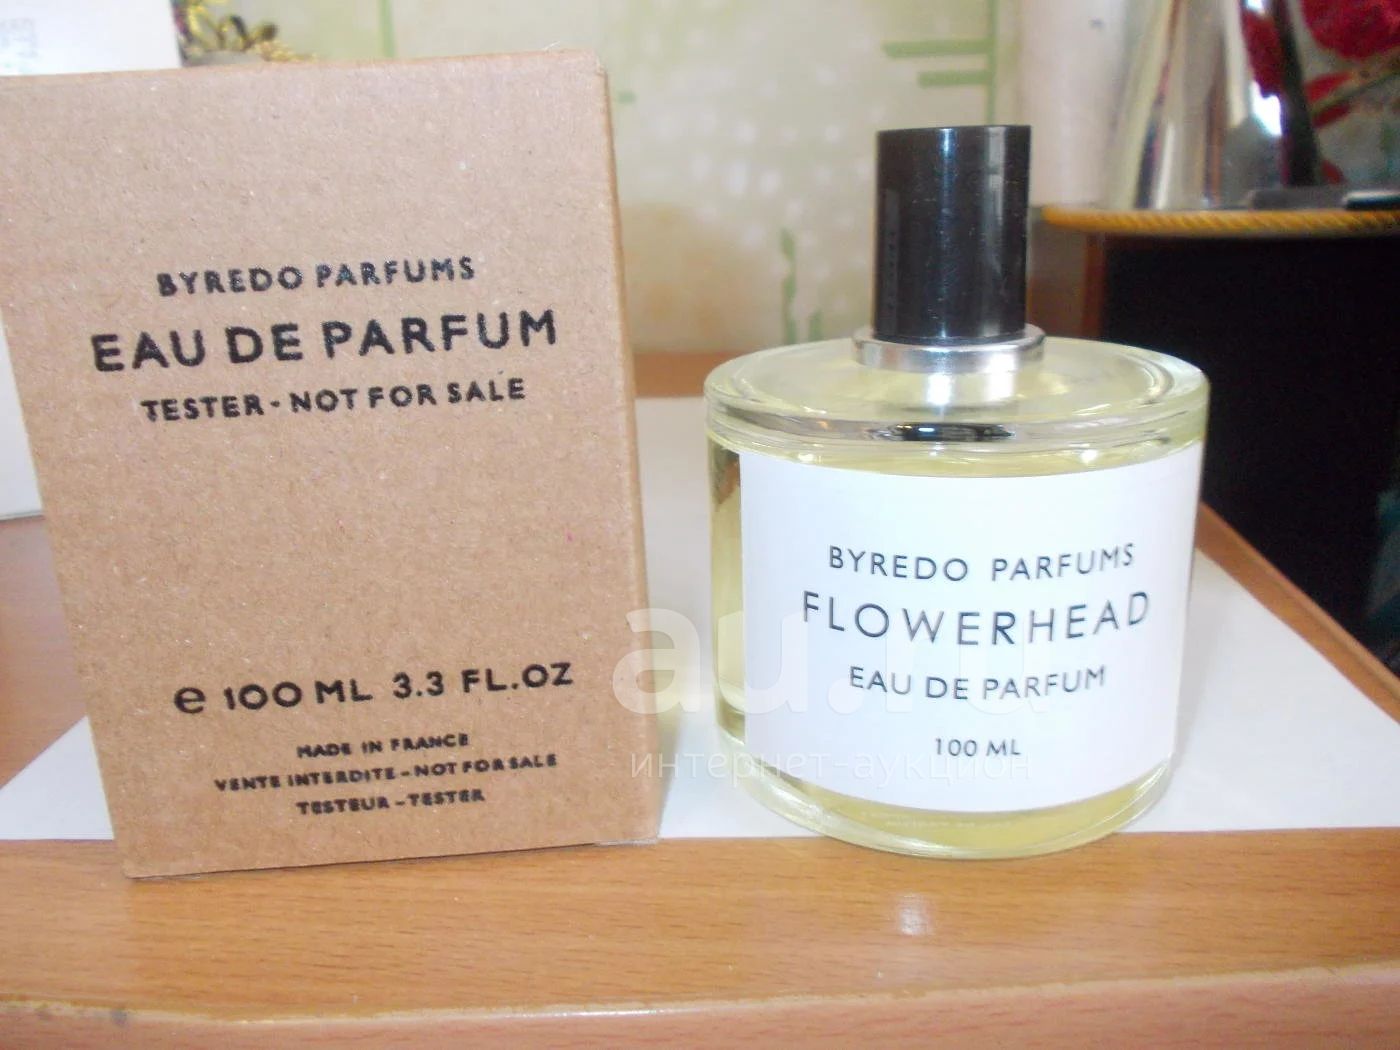 BYREDO PARFUMS
EAU DE PARFUM
TESTER - NOT FOR SALE
e 100 ML 3.3 FL.OZ
MADE IN FRANCE
VENTE INTERDITE - NOT FOR SALE
TESTEUR - TESTER
BYREDO PARFUMS
FLOWERHEAD
EAU DE PARFUM
100 ML
au.ru
интернет-аукцион